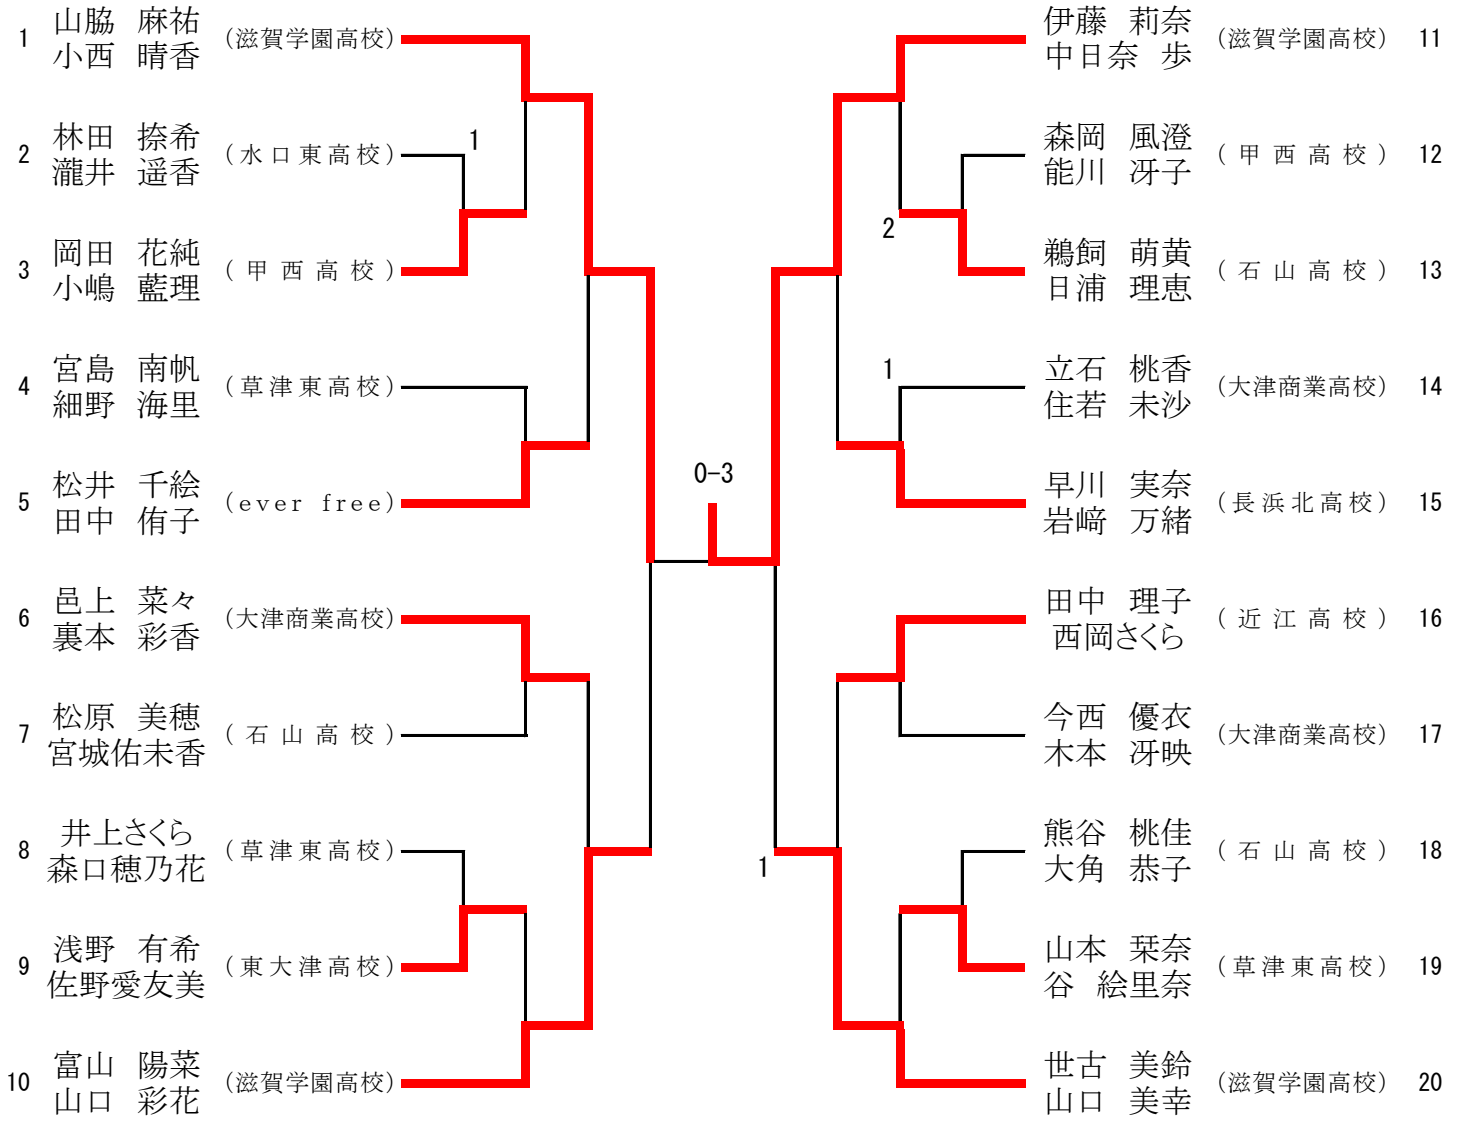 1 山脇 麻祐 (滋賀学園高校)
小西 晴香
2 林田 捺希 (水口東高校) 1
瀧井 遥香
3 岡田 花純 (甲西高校)
小嶋 藍理
4 宮島 南帆 (草津東高校)
細野 海里
5 松井 千絵 (ever free)
田中 侑子
6 邑上 菜々 (大津商業高校)
裏本 彩香
7 松原 美穂 (石山高校)
宮城佑未香
8 井上さくら (草津東高校)
森口穂乃花
9 浅野 有希 (東大津高校)
佐野愛友美
10 富山 陽菜 (滋賀学園高校)
山口 彩花
0-3
伊藤 莉奈 (滋賀学園高校) 11
中日奈 歩
森岡 風澄 (甲西高校) 12
能川 冴子
2
鵜飼 萌黄 (石山高校) 13
日浦 理恵
1
立石 桃香 (大津商業高校) 14
住若 未沙
早川 実奈 (長浜北高校) 15
岩﨑 万緒
田中 理子 (近江高校) 16
西岡さくら
今西 優衣 (大津商業高校) 17
木本 冴映
熊谷 桃佳 (石山高校) 18
大角 恭子
1
山本 栞奈 (草津東高校) 19
谷 絵里奈
世古 美鈴 (滋賀学園高校) 20
山口 美幸